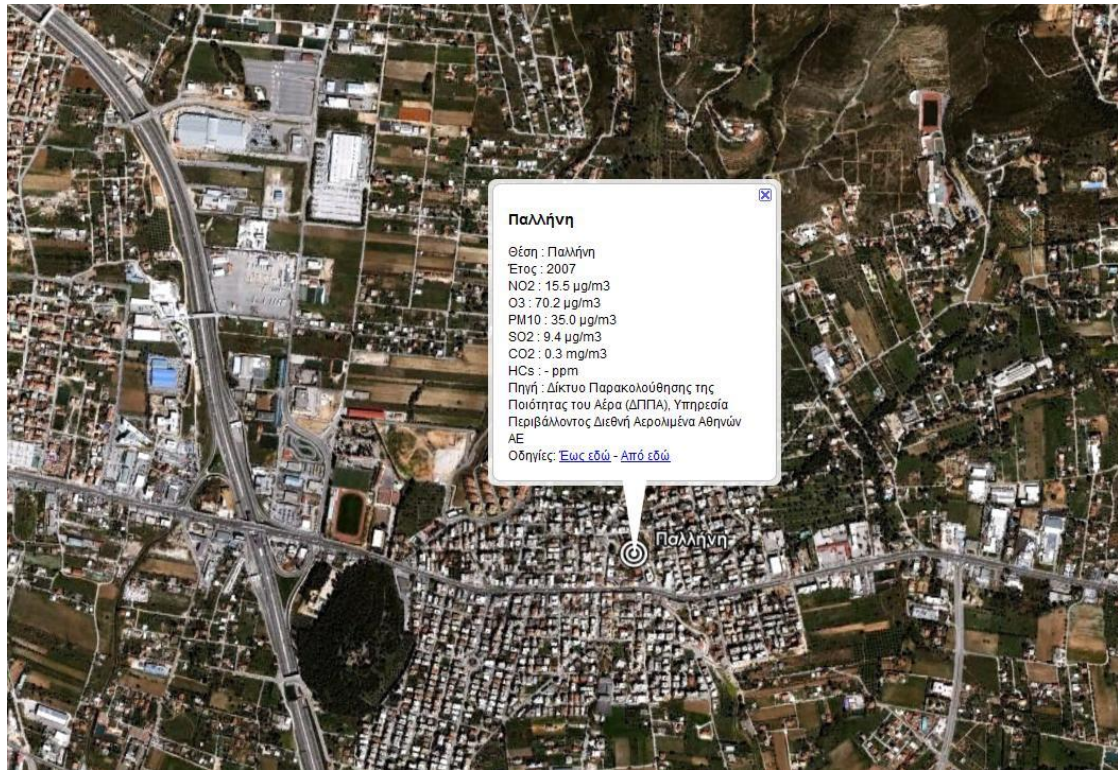 Παλλήνη
Θέση : Παλλήνη
Έτος : 2007
NO2 : 15.5 μg/m3
O3 : 70.2 μg/m3
PM10 : 35.0 μg/m3
SO2 : 9.4 μg/m3
CO2 : 0.3 mg/m3
HCs : - ppm
Πηγή : Δίκτυο Παρακολούθησης της
Ποιότητας του Αέρα (ΔΠΠΑ), Υπηρεσία
Περιβάλλοντος Διεθνή Αερολιμένα Αθηνών
ΑΕ
Οδηγίες: Έως εδώ - Από εδώ
Παλλήνη